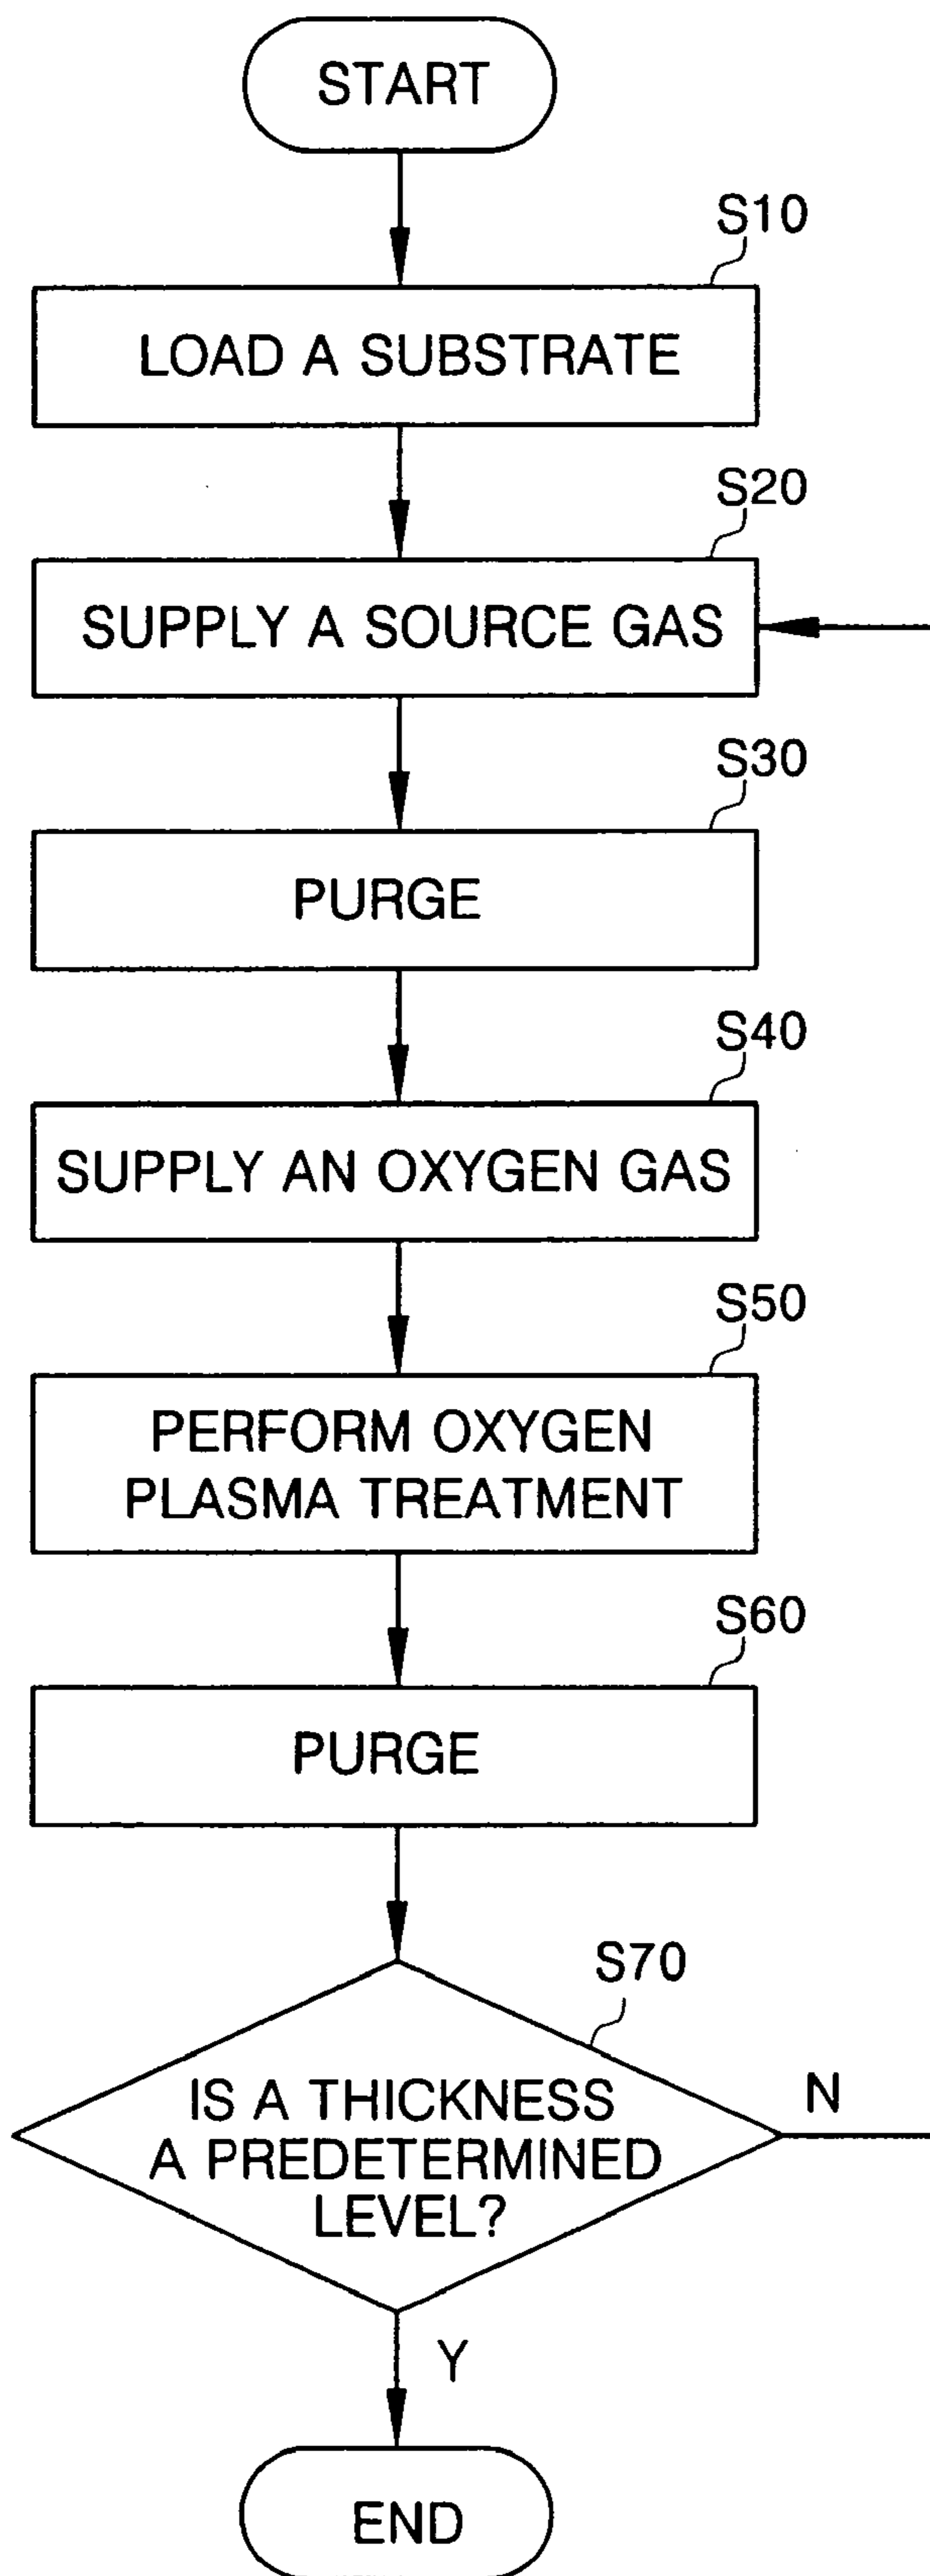 START
S10
LOAD A SUBSTRATE
S20
SUPPLY A SOURCE GAS
S30
PURGE
S40
SUPPLY AN OXYGEN GAS
S50
PERFORM OXYGEN
PLASMA TREATMENT
S60
PURGE
S70
IS A THICKNESS
A PREDETERMINED
LEVEL?
N
Y
END